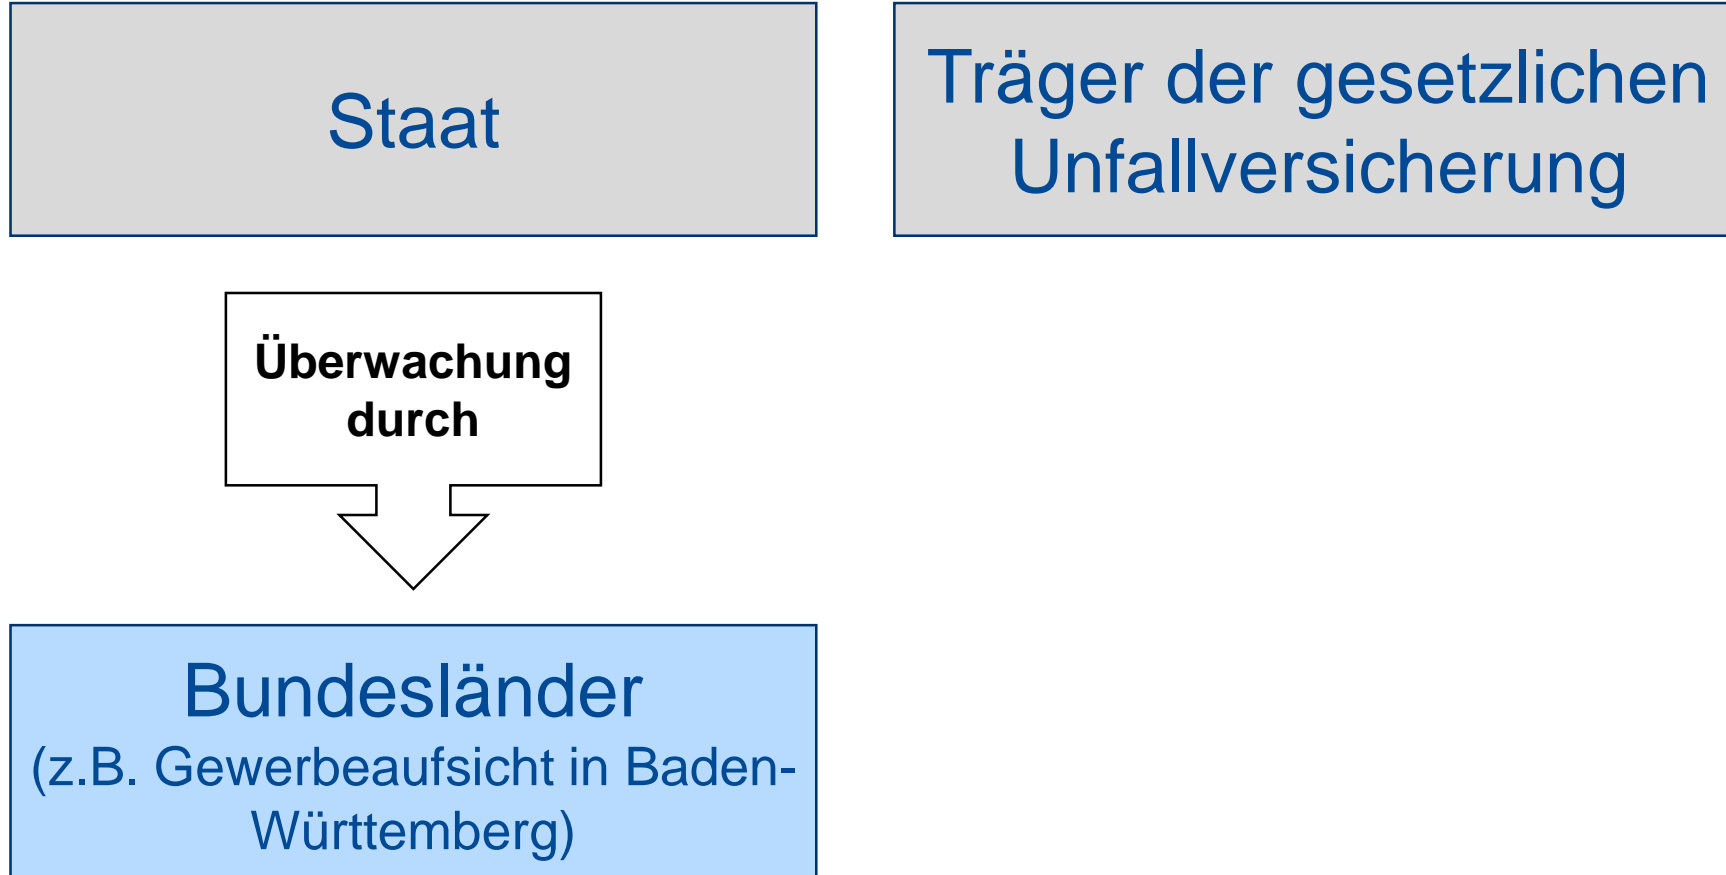 Staat
Träger der gesetzlichen
Unfallversicherung
Überwachung
durch
Bundesländer
(z.B. Gewerbeaufsicht in Baden-
Württemberg)